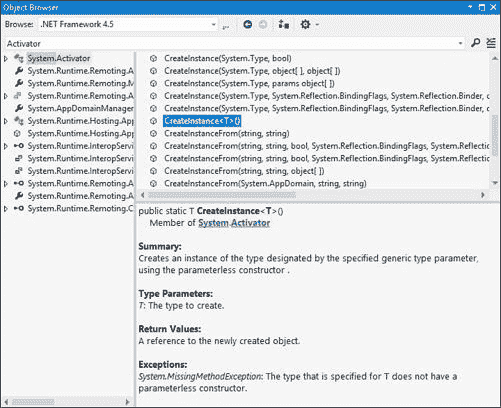 Object Browser
Browse: .NET Framework 4.5
...
Activator
System.Activator
System.Runtime.Remoting.A
System.Runtime.Remoting.M
System.Runtime.Remoting.A
System.AppDomainManager
System.Runtime.Hosting.App
System.Runtime.Hosting.App
System.Runtime.InteropServi
System.Runtime.InteropServi
System.Runtime.Remoting.A
System.Runtime.Remoting.A
System.Runtime.Remoting.C
CreateInstance(System.Type, bool)
CreateInstance(System.Type, object[ ], object[ ])
CreateInstance(System.Type, params object[ ])
CreateInstance(System.Type, System.Reflection.BindingFlags, System.Reflection.Binder, o
CreateInstance(System.Type, System.Reflection.BindingFlags, System.Reflection.Binder, o
CreateInstance<T>()
CreateInstanceFrom(string, string)
CreateInstanceFrom(string, string, bool, System.Reflection.BindingFlags, System.Reflectio
CreateInstanceFrom(string, string, bool, System.Reflection.BindingFlags, System.Reflectio
CreateInstanceFrom(string, string, object[ ])
CreateInstanceFrom(System.AppDomain, string, string)
public static T CreateInstance<T>()
Member of System.Activator
Summary:
Creates an instance of the type designated by the specified generic type parameter,
using the parameterless constructor .
Type Parameters:
T: The type to create.
Return Values:
A reference to the newly created object.
Exceptions:
System.MissingMethodException: The type that is specified for T does not have a
parameterless constructor.